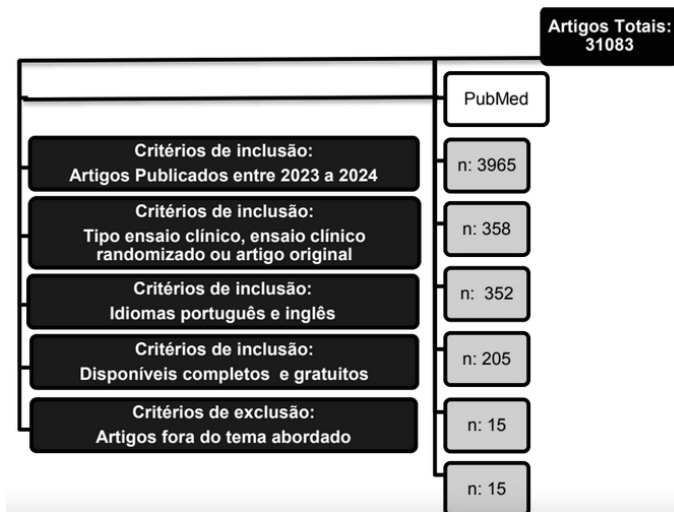 Artigos Totais:
31083
PubMed
Critérios de inclusão:
Artigos Publicados entre 2023 a 2024
n: 3965
Critérios de inclusão:
Tipo ensaio clínico, ensaio clínico
randomizado ou artigo original
n: 358
Critérios de inclusão:
Idiomas português e inglês
n: 352
Critérios de inclusão:
Disponíveis completos e gratuitos
n: 205
Critérios de exclusão:
Artigos fora do tema abordado
n: 15
n: 15